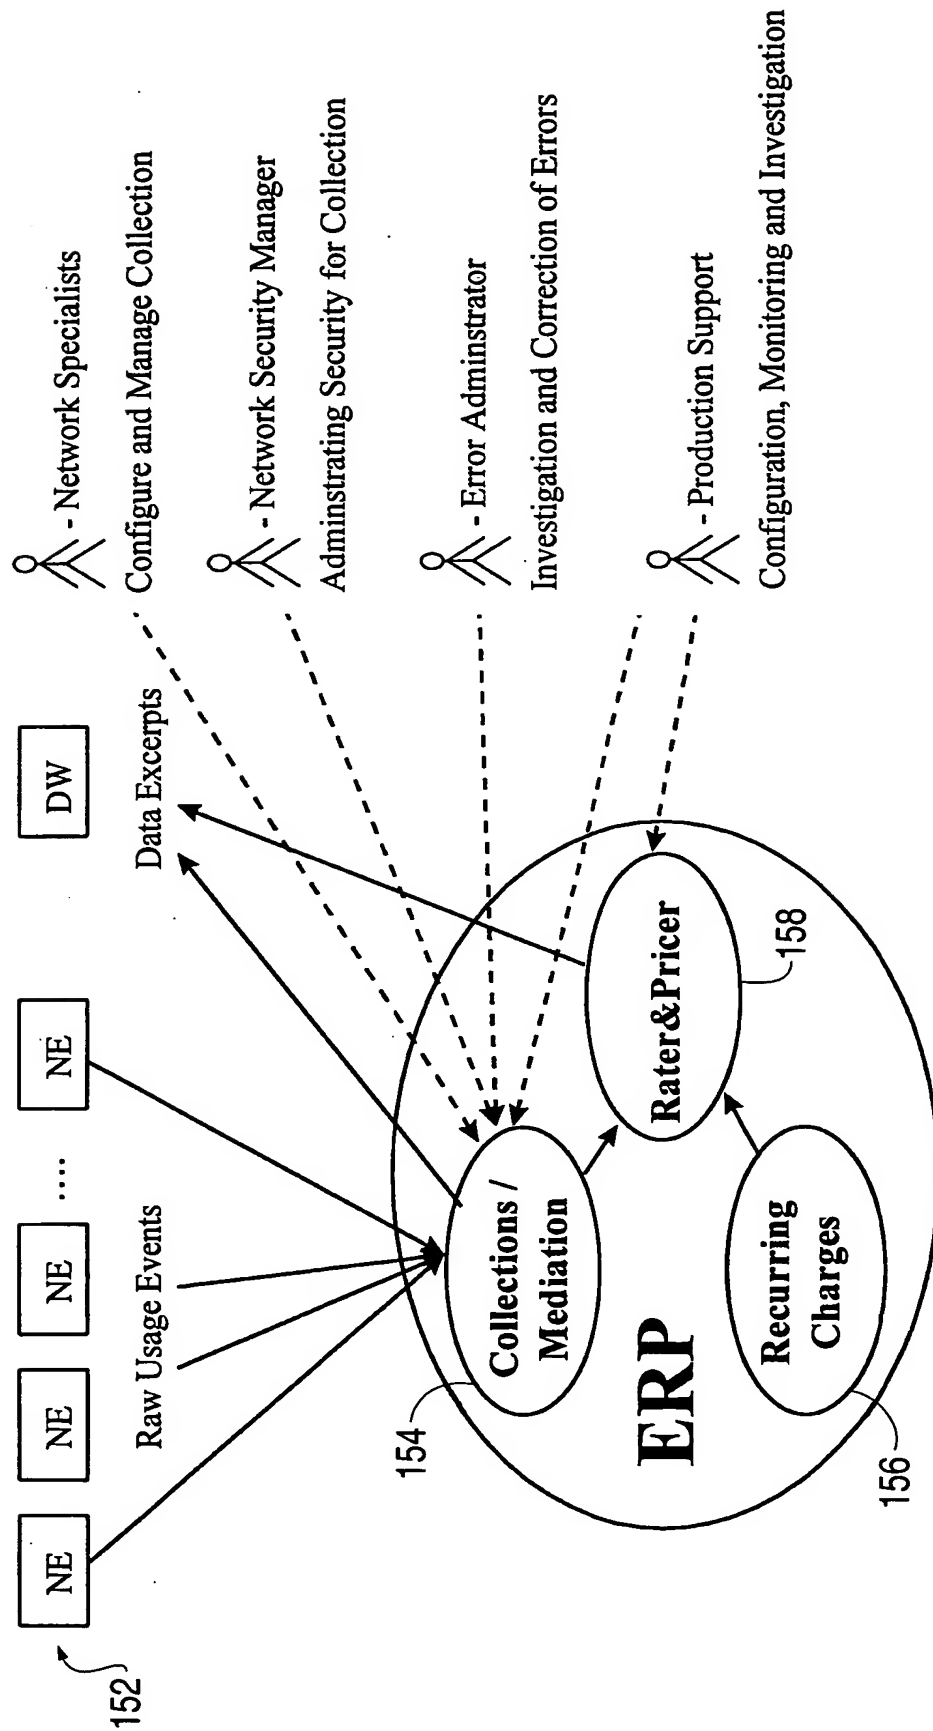 152
NE
NE
NE
....
NE
DW
Raw Usage Events
Data Excerpts
- Network Specialists
Configure and Manage Collection
- Network Security Manager
Adminstrating Security for Collection
- Error Adminstrator
Investigation and Correction of Errors
- Production Support
Configuration, Monitoring and Investigation
154
Collections /
Mediation
ERP
Rater&Pricer
158
Recurring
Charges
156